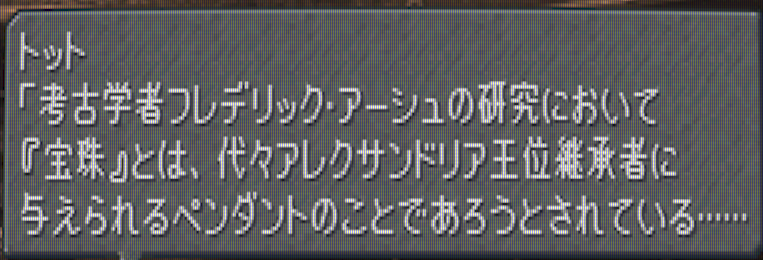 トット
「考古学者フレデリック・アーシュの研究において
『宝珠』とは、代々アレクサンドリア王位継承者に
与えられるペンダントのことであろうとされている……